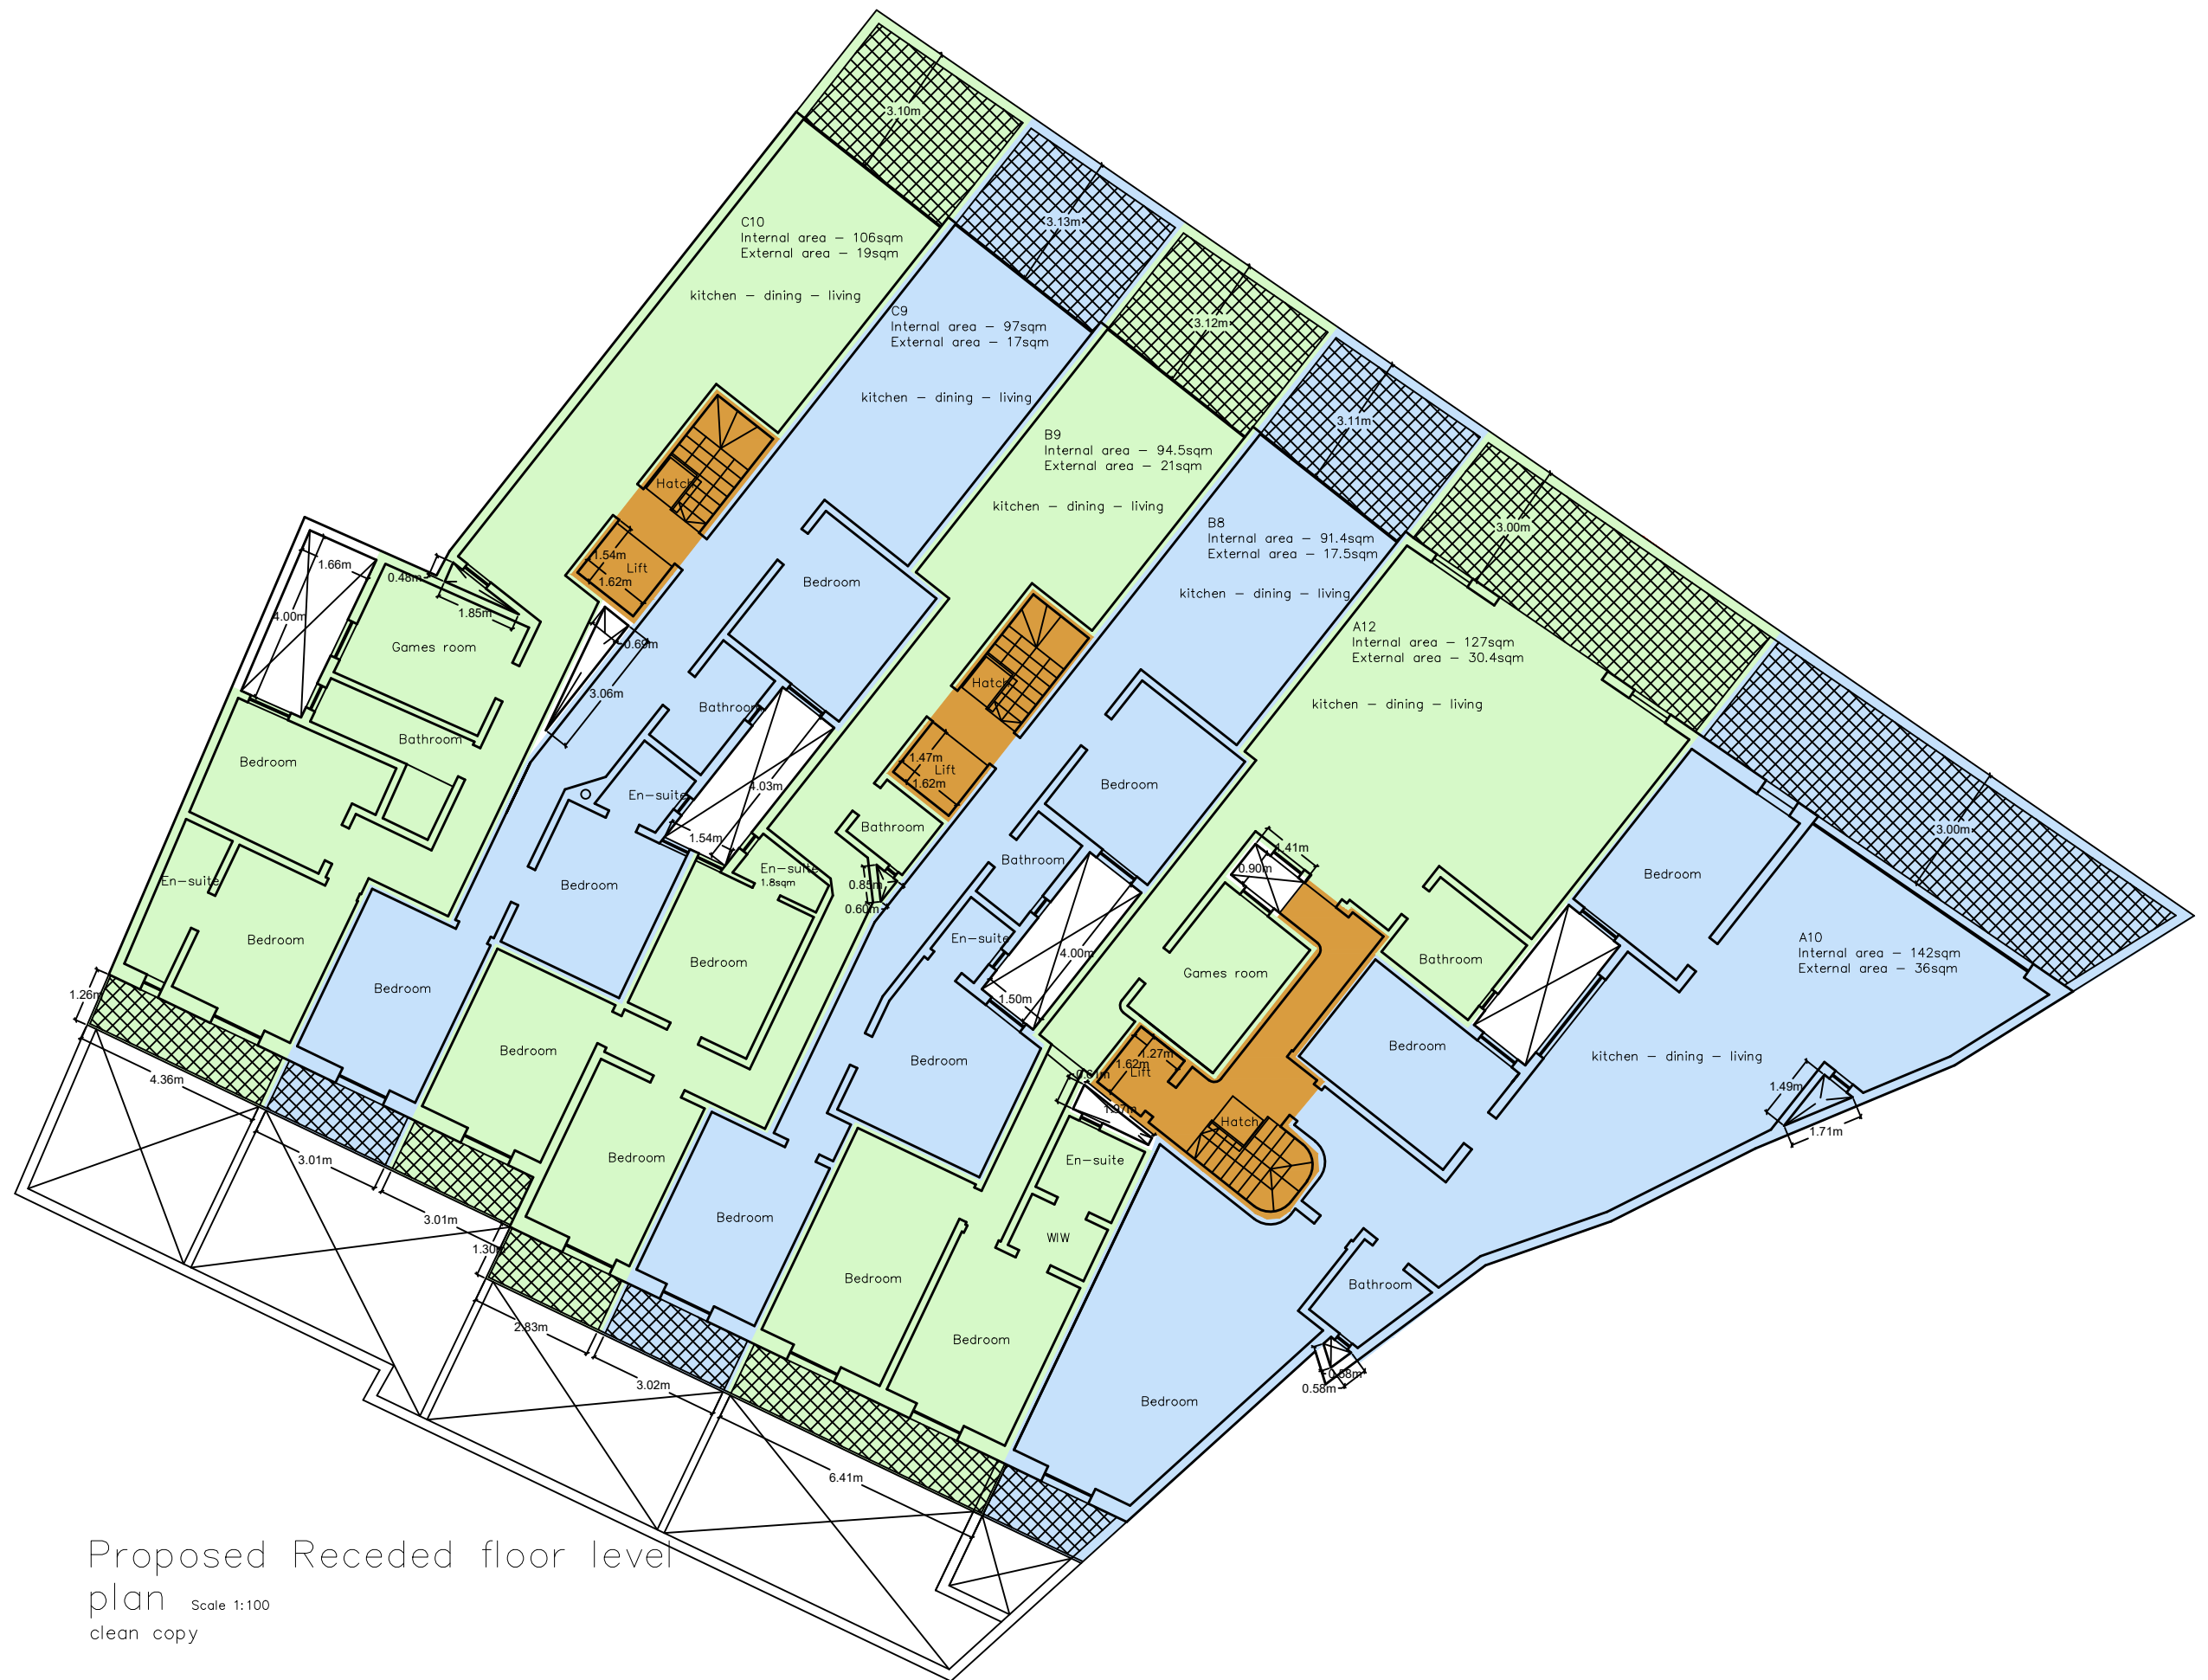 3.10m
3.13m
C10
Internal area – 106sqm
External area – 19sqm
kitchen – dining – living
3.12m
C9
Internal area – 97sqm
External area – 17sqm
kitchen – dining – living
3.11m
B9
Internal area – 94.5sqm
External area – 21sqm
kitchen – dining – living
Hatch
3.00m
B8
Internal area – 91.4sqm
External area – 17.5sqm
kitchen – dining – living
1.54m
Lift
1.62m
1.66m
0.48m
1.85m
4.00m
Games room
0.69m
3.06m
Bedroom
A12
Internal area – 127sqm
External area – 30.4sqm
kitchen – dining – living
Hatch
Bathroom
Bathroom
Bedroom
1.47m
Lift
1.62m
Bedroom
En-suite
4.03m
1.54m
Bathroom
3.00m
1.41m
0.90m
Bedroom
En-suite
1.8sqm
Bathroom
En-suite
Bedroom
0.85m
0.60m
Bedroom
En-suite
Bedroom
4.00m
Bathroom
A10
Internal area – 142sqm
External area – 36sqm
Bedroom
Games room
1.26m
Bedroom
1.50m
Bedroom
Bedroom
Bedroom
kitchen – dining – living
1.27m
1.62m
Lift
0.61m
1.97m
1.49m
1.71m
4.36m
Hatch
3.01m
Bedroom
En-suite
3.01m
Bedroom
WIW
1.30m
Bedroom
Bathroom
2.83m
Bedroom
3.02m
0.58m
0.58m
Bedroom
6.41m
Proposed Receded floor level
plan Scale 1:100
clean copy